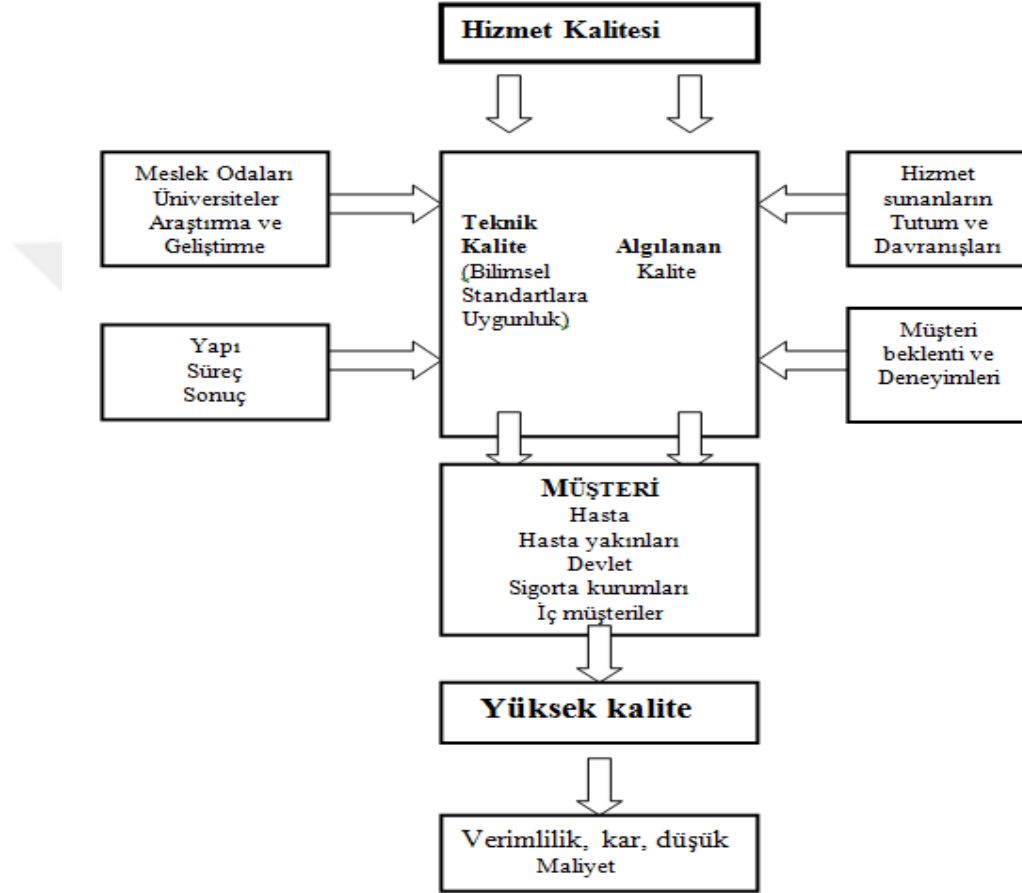 Hizmet Kalitesi
Meslek Odaları
Üniversiteler
Araştırma ve
Geliştirme
Yapı
Süreç
Sonuç
Teknik
Kalite
(Bilimsel
Standartlara
Uygunluk)
Algılanan
Kalite
Hizmet
sunanların
Tutum ve
Davranışları
Müşteri
beklenti ve
Deneyimleri
MÜŞTERİ
Hasta
Hasta yakınları
Devlet
Sigorta kurumları
İç müşteriler
Yüksek kalite
Verimlilik, kar, düşük
Maliyet